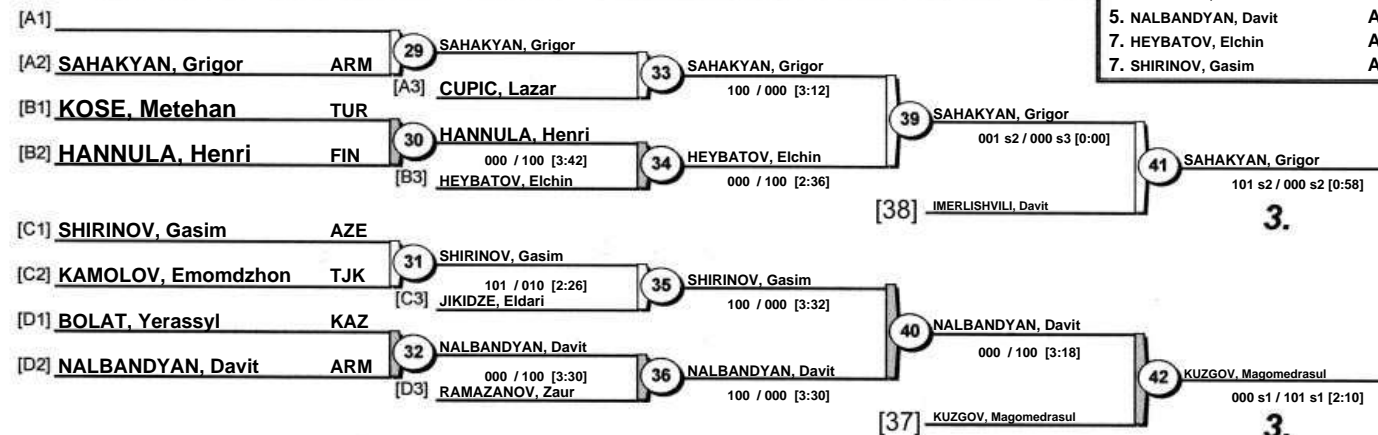 5. NALBANDYAN, Davit A
7. HEYBATOV, Elchin A
7. SHIRINOV, Gasim A
[A1]
[A2] SAHAKYAN, Grigor ARM
29
SAHAKYAN, Grigor
[A3] CUPIC, Lazar
33
SAHAKYAN, Grigor
100 / 000 [3:12]
[B1] KOSE, Metehan TUR
[B2] HANNULA, Henri FIN
30
HANNULA, Henri
000 / 100 [3:42]
[B3] HEYBATOV, Elchin
34
HEYBATOV, Elchin
000 / 100 [2:36]
39
SAHAKYAN, Grigor
001 s2 / 000 s3 [0:00]
[38] IMERLISHVILI, Davit
41
SAHAKYAN, Grigor
101 s2 / 000 s2 [0:58]
3.
[C1] SHIRINOV, Gasim AZE
[C2] KAMOLOV, Emomdzhon TJK
31
SHIRINOV, Gasim
101 / 010 [2:26]
[C3] JIKIDZE, Eldari
35
SHIRINOV, Gasim
100 / 000 [3:32]
[D1] BOLAT, Yerassyl KAZ
[D2] NALBANDYAN, Davit ARM
32
NALBANDYAN, Davit
000 / 100 [3:30]
[D3] RAMAZANOV, Zaur
36
NALBANDYAN, Davit
100 / 000 [3:30]
40
NALBANDYAN, Davit
000 / 100 [3:18]
[37] KUZGOV, Magomedrasul
42
KUZGOV, Magomedrasul
000 s1 / 101 s1 [2:10]
3.